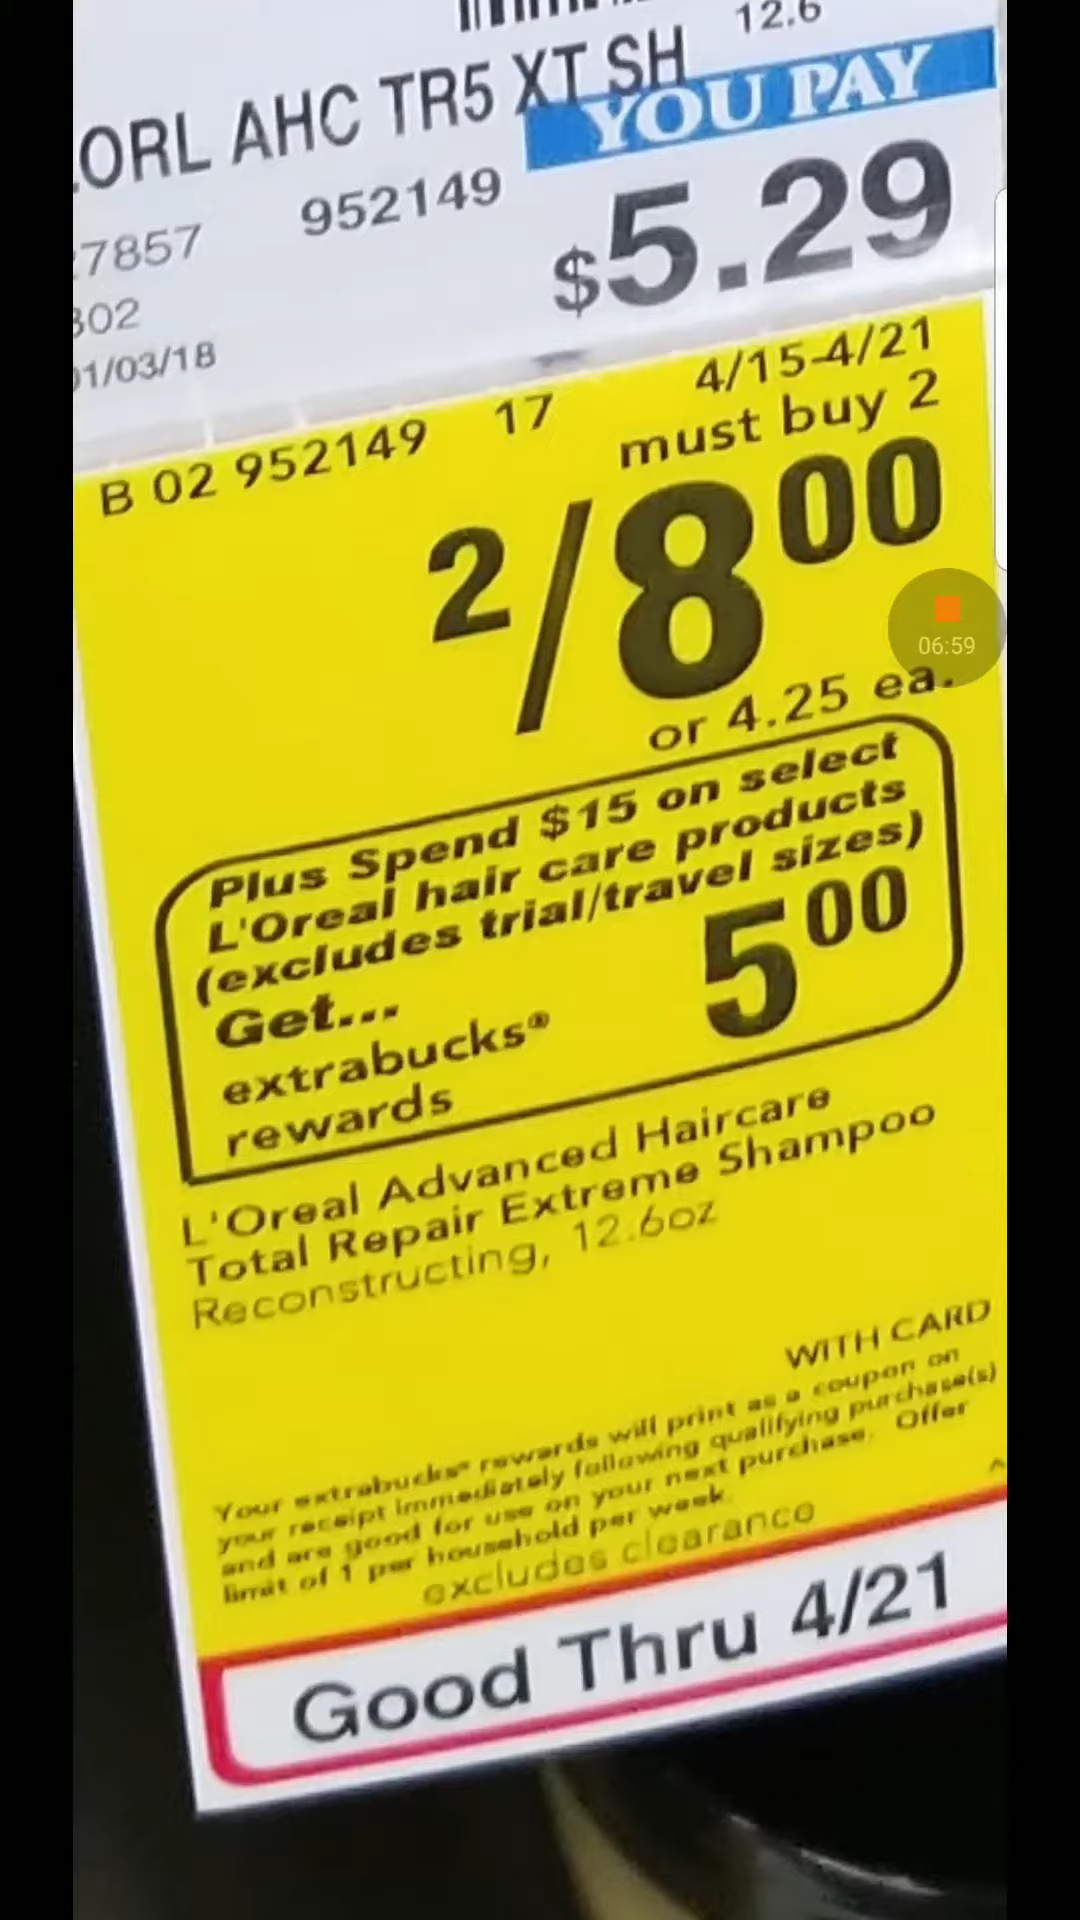 12.6
ORL AHC TR5 XT SH
YOU PAY
952149
7857
$5.29
302
01/03/18
B 02 952149 17 4/15-4/21
must buy 2
2/8 00
06:59
or 4.25 ea.
Plus Spend $15 on select
L'Oreal hair care products
(excludes trial/travel sizes)
Get... 5 00
extrabucks®
rewards
L'Oreal Advanced Haircare
Total Repair Extreme Shampoo
Reconstructing, 12.6oz
WITH CARD
Your extrabucks® rewards will print as a coupon on
your receipt immediately following qualifying purchase(s)
and are good for use on your next purchase. Offer
limit of 1 per household per week.
excludes clearance
Good Thru 4/21